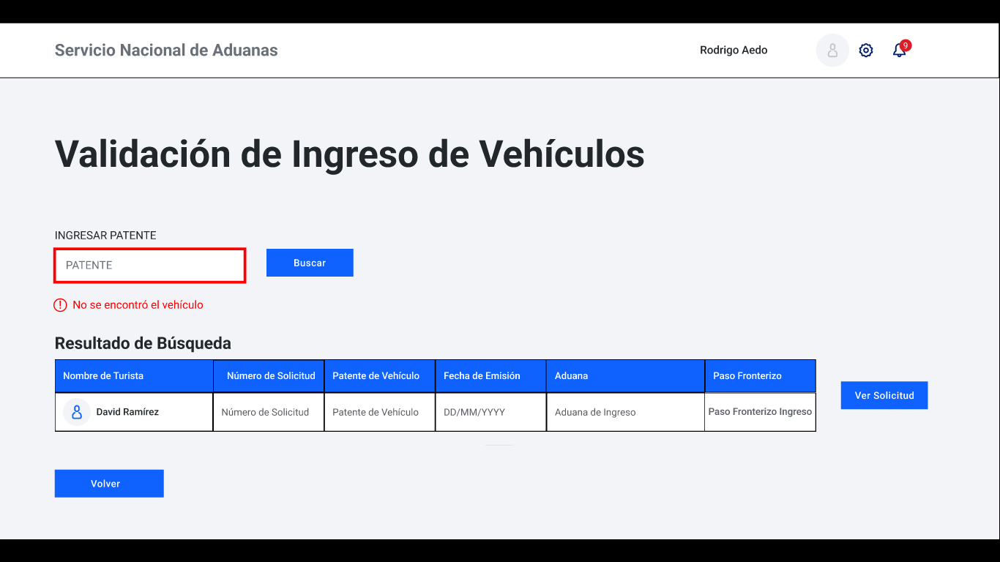 Servicio Nacional de Aduanas
Rodrigo Aedo
9
Validación de Ingreso de Vehículos
INGRESAR PATENTE
PATENTE
Buscar
No se encontró el vehículo
Resultado de Búsqueda
Nombre de Turista Número de Solicitud Patente de Vehículo Fecha de Emisión Aduana Paso Fronterizo
David Ramírez Número de Solicitud Patente de Vehículo DD/MM/YYYY Aduana de Ingreso Paso Fronterizo Ingreso
Ver Solicitud
Volver